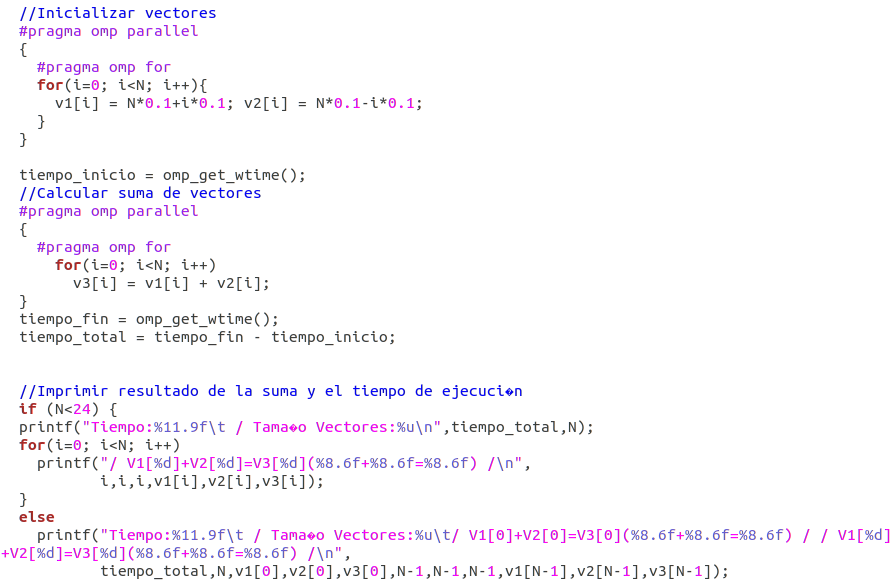 //Inicializar vectores
#pragma omp parallel
{
#pragma omp for
for(i=0; i<N; i++){
v1[i] = N*0.1+i*0.1; v2[i] = N*0.1-i*0.1;
}
}
tiempo_inicio = omp_get_wtime();
//Calcular suma de vectores
#pragma omp parallel
{
#pragma omp for
for(i=0; i<N; i++)
v3[i] = v1[i] + v2[i];
}
tiempo_fin = omp_get_wtime();
tiempo_total = tiempo_fin - tiempo_inicio;
//Imprimir resultado de la suma y el tiempo de ejecuci�n
if (N<24) {
printf("Tiempo:%11.9f\t / Tama�o Vectores:%u\n",tiempo_total,N);
for(i=0; i<N; i++)
printf("/ V1[%d]+V2[%d]=V3[%d](%8.6f+%8.6f=%8.6f) /\n",
i,i,i,v1[i],v2[i],v3[i]);
}
else
printf("Tiempo:%11.9f\t / Tama�o Vectores:%u\t/ V1[0]+V2[0]=V3[0](%8.6f+%8.6f=%8.6f) / / V1[%d]
+V2[%d]=V3[%d](%8.6f+%8.6f=%8.6f) /\n",
tiempo_total,N,v1[0],v2[0],v3[0],N-1,N-1,N-1,v1[N-1],v2[N-1],v3[N-1]);